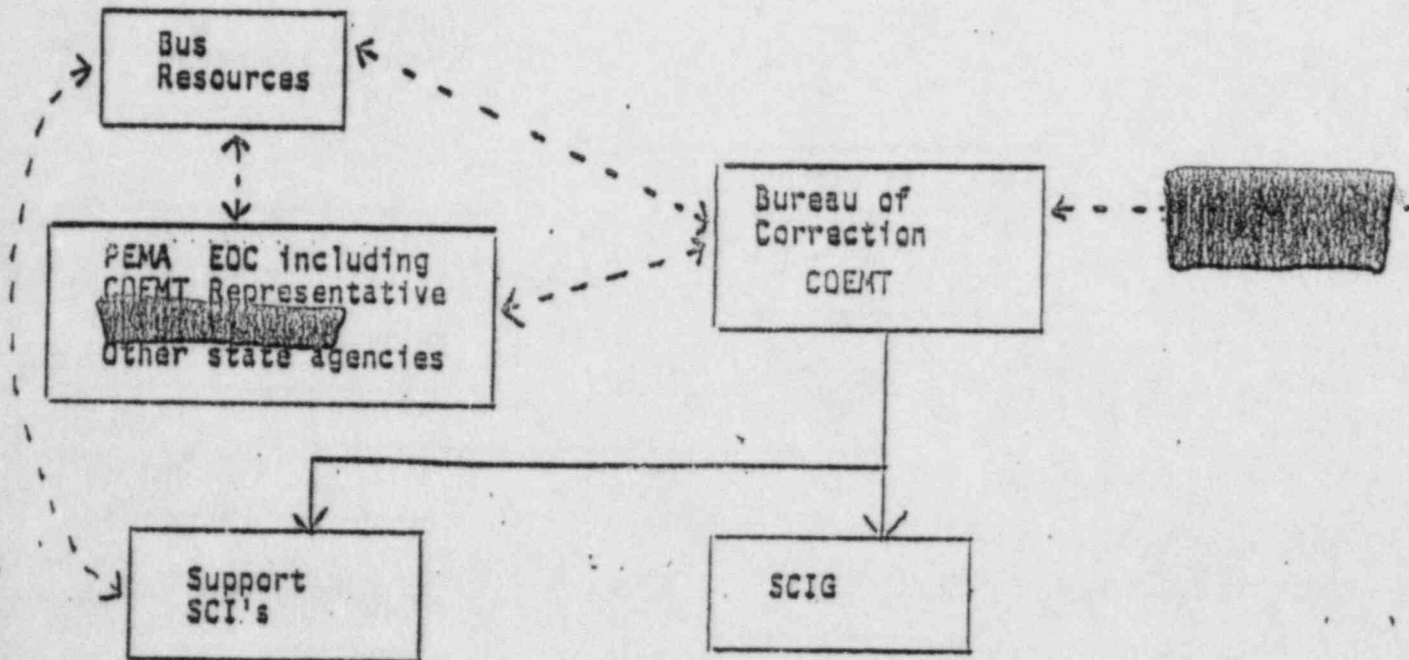 Bus
Resources
PEMA EOC including
COEMT Representative
Other state agencies
Bureau of
Correction
COEMT
Support
SCI's
SCIG